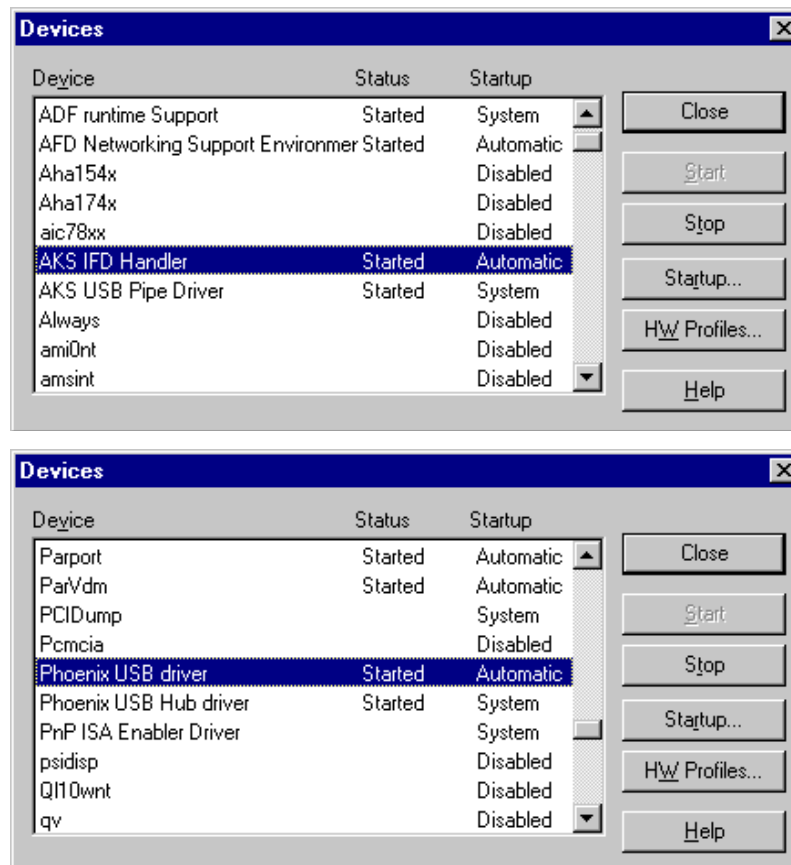 Devices
Device Status Startup
ADF runtime Support Started System
AFD Networking Support Environmer Started Automatic
Aha154x Disabled
Aha174x Disabled
aic78xx Disabled
AKS IFD Handler Started Automatic
AKS USB Pipe Driver Started System
Always Disabled
ami0nt Disabled
amsint Disabled
Close
Start
Stop
Startup...
HW Profiles...
Help
Devices
Device Status Startup
Parport Started Automatic
ParVdm Started Automatic
PCIDump System
Pcmcia Disabled
Phoenix USB driver Started Automatic
Phoenix USB Hub driver Started System
PnP ISA Enabler Driver System
psidisp Disabled
Ql10wnt Disabled
qv Disabled
Close
Start
Stop
Startup...
HW Profiles...
Help